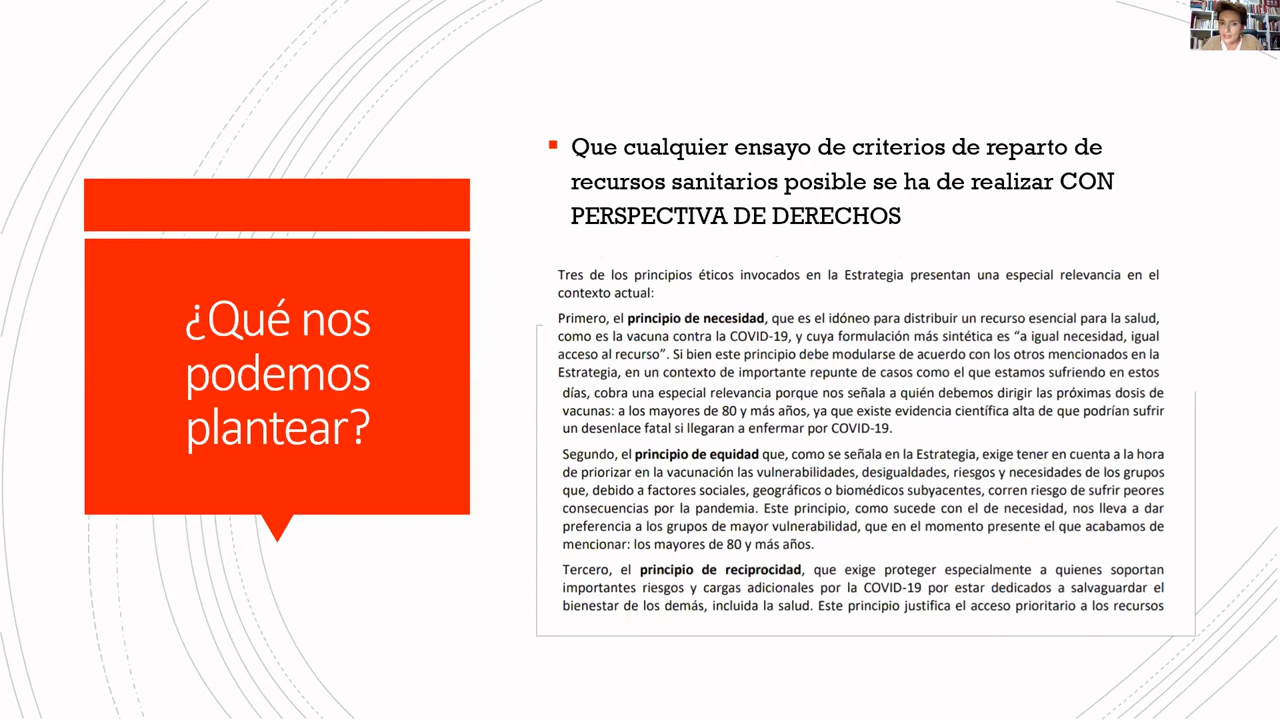 ¿Qué nos
podemos
plantear?
Que cualquier ensayo de criterios de reparto de
recursos sanitarios posible se ha de realizar CON
PERSPECTIVA DE DERECHOS
Tres de los principios éticos invocados en la Estrategia presentan una especial relevancia en el
contexto actual:
Primero, el principio de necesidad, que es el idóneo para distribuir un recurso esencial para la salud,
como es la vacuna contra la COVID-19, y cuya formulación más sintética es “a igual necesidad, igual
acceso al recurso”. Si bien este principio debe modularse de acuerdo con los otros mencionados en la
Estrategia, en un contexto de importante repunte de casos como el que estamos sufriendo en estos
días, cobra una especial relevancia porque nos señala a quién debemos dirigir las próximas dosis de
vacunas: a los mayores de 80 y más años, ya que existe evidencia científica alta de que podrían sufrir
un desenlace fatal si llegaran a enfermar por COVID-19.
Segundo, el principio de equidad que, como se señala en la Estrategia, exige tener en cuenta a la hora
de priorizar en la vacunación las vulnerabilidades, desigualdades, riesgos y necesidades de los grupos
que, debido a factores sociales, geográficos o biomédicos subyacentes, corren riesgo de sufrir peores
consecuencias por la pandemia. Este principio, como sucede con el de necesidad, nos lleva a dar
preferencia a los grupos de mayor vulnerabilidad, que en el momento presente el que acabamos de
mencionar: los mayores de 80 y más años.
Tercero, el principio de reciprocidad, que exige proteger especialmente a quienes soportan
importantes riesgos y cargas adicionales por la COVID-19 por estar dedicados a salvaguardar el
bienestar de los demás, incluida la salud. Este principio justifica el acceso prioritario a los recursos